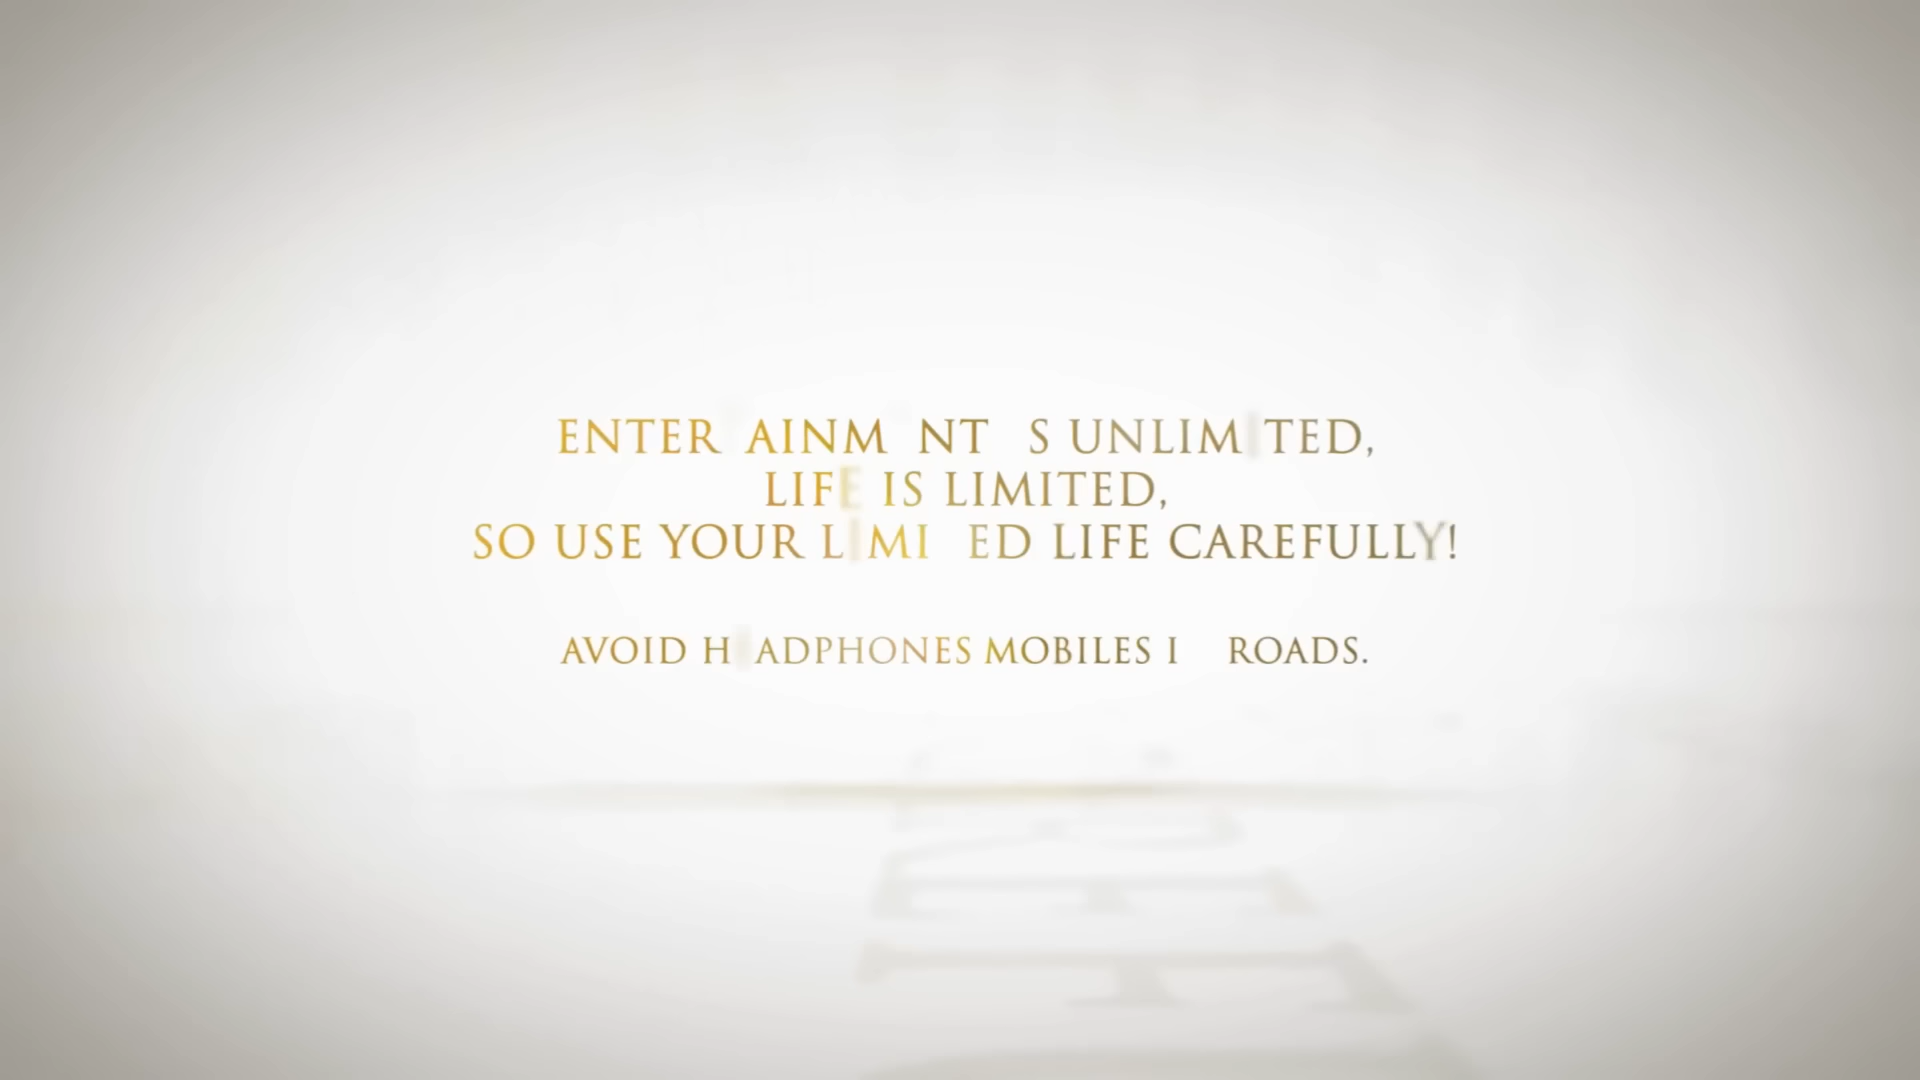 ENTER AINM NT S UNLIMITED,
LIFE IS LIMITED,
SO USE YOUR LIMI ED LIFE CAREFULLY!
AVOID HEADPHONES MOBILES I ROADS.